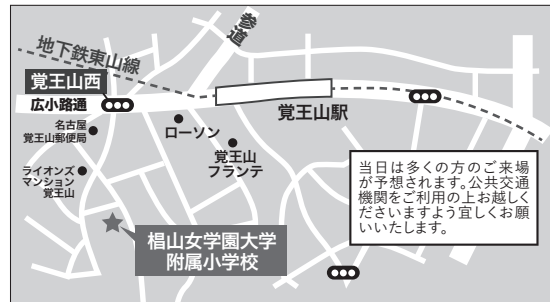 地下鉄東山線
参道
覚王山西
広小路通
覚王山駅
名古屋
覚王山郵便局
ローソン
覚王山
フランテ
ライオンズ
マンション
覚王山
椙山女学園大学
附属小学校
当日は多くの方のご来場
が予想されます。公共交通
機関をご利用の上お越しく
ださいますよう宜しくお願
いいたします。